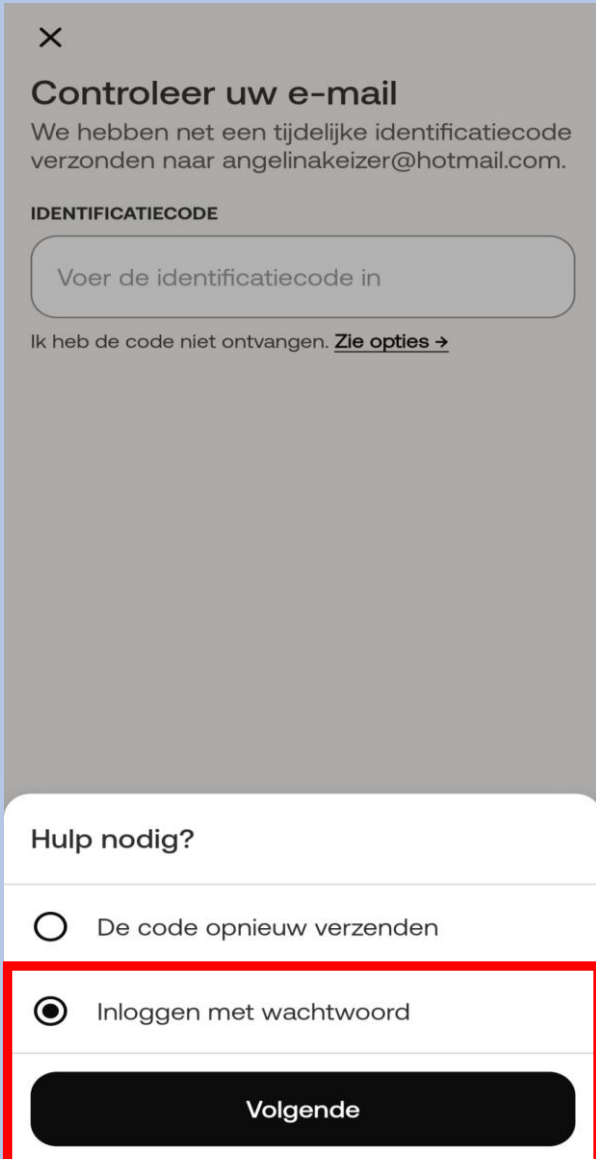 Controleer uw e-mail
We hebben net een tijdelijke identificatiecode
verzonden naar angelinakeizer@hotmail.com.
IDENTIFICATIECODE
Voer de identificatiecode in
Ik heb de code niet ontvangen. Zie opties →
Hulp nodig?
De code opnieuw verzenden
Inloggen met wachtwoord
Volgende